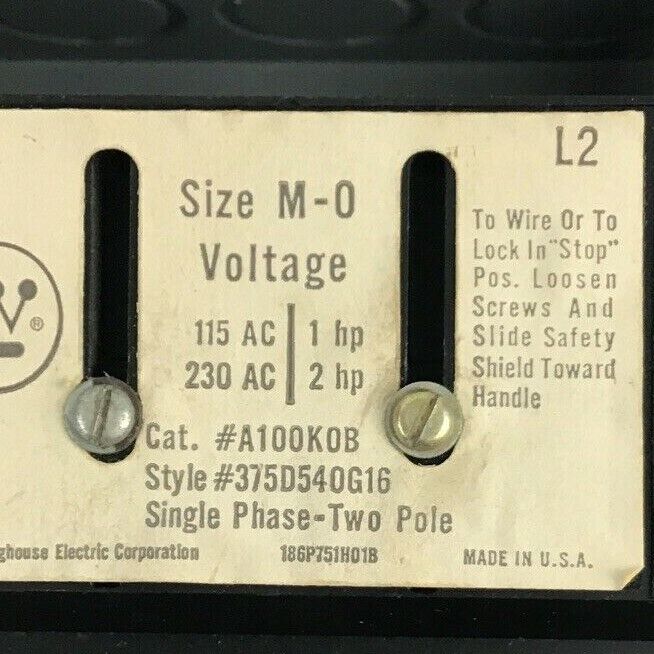 L2
Size M-0
Voltage
115 AC 1 hp
230 AC 2 hp
To Wire Or To
Lock In "Stop"
Pos. Loosen
Screws And
Slide Safety
Shield Toward
Handle
W ®
Cat. #A100K0B
Style #375D540G16
Single Phase-Two Pole
ghouse Electric Corporation 186P751H01B MADE IN U.S.A.